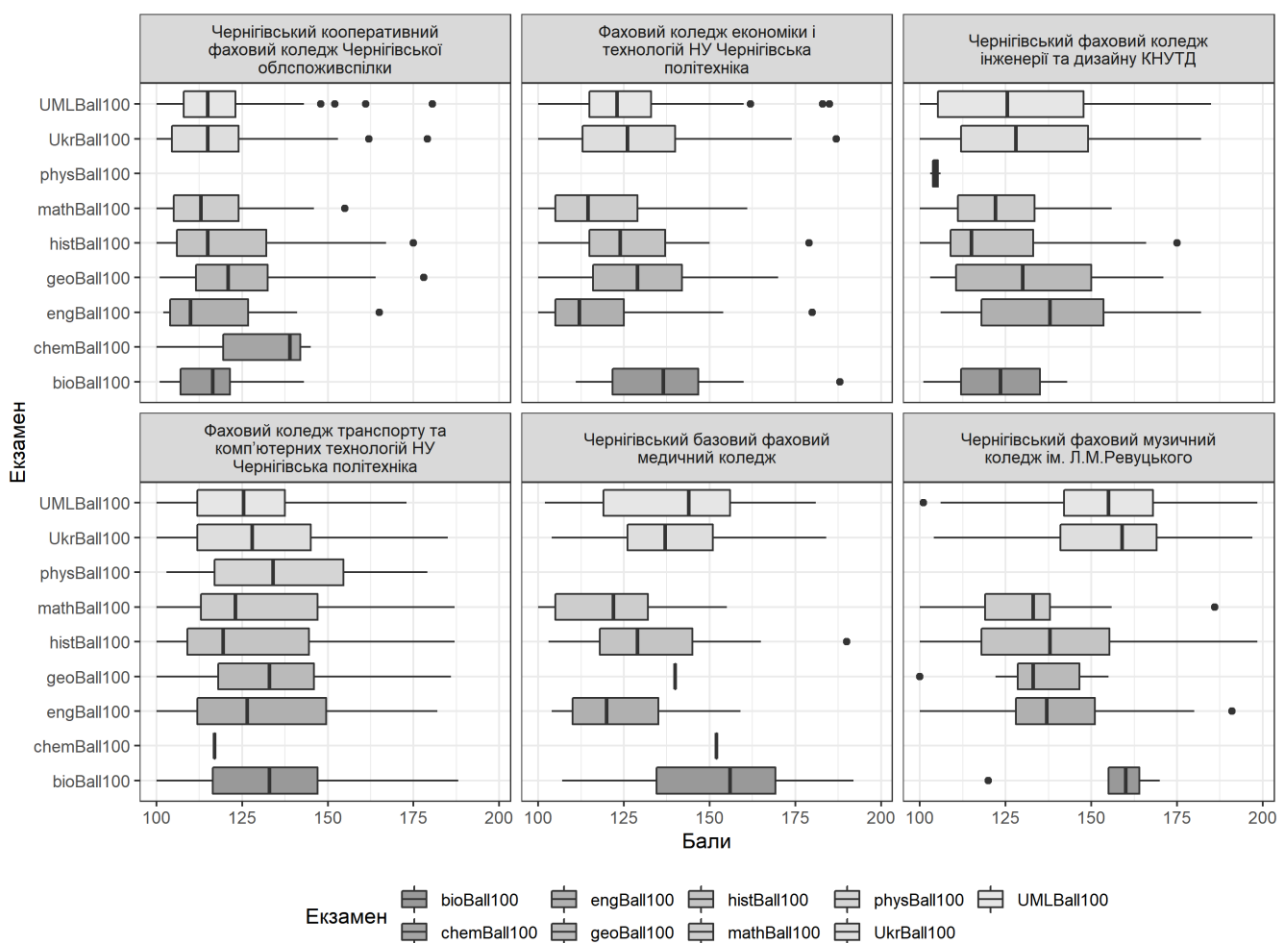 Чернігівський кооперативний
фаховий коледж Чернігівської
облспоживспілки
Фаховий коледж економіки і
технологій НУ Чернігівська
політехніка
Чернігівський фаховий коледж
інженерії та дизайну КНУТД
UMLBall100
UkrBall100
physBall100
mathBall100
histBall100
geoBall100
engBall100
chemBall100
bioBall100
Екзамен
Фаховий коледж транспорту та
комп’ютерних технологій НУ
Чернігівська політехніка
Чернігівський базовий фаховий
медичний коледж
Чернігівський фаховий музичний
коледж ім. Л.М.Ревуцького
UMLBall100
UkrBall100
physBall100
mathBall100
histBall100
geoBall100
engBall100
chemBall100
bioBall100
100 125 150 175 200 100 125 150 175 200 100 125 150 175 200
Бали
Екзамен
bioBall100 engBall100 histBall100 physBall100 UMLBall100
chemBall100 geoBall100 mathBall100 UkrBall100